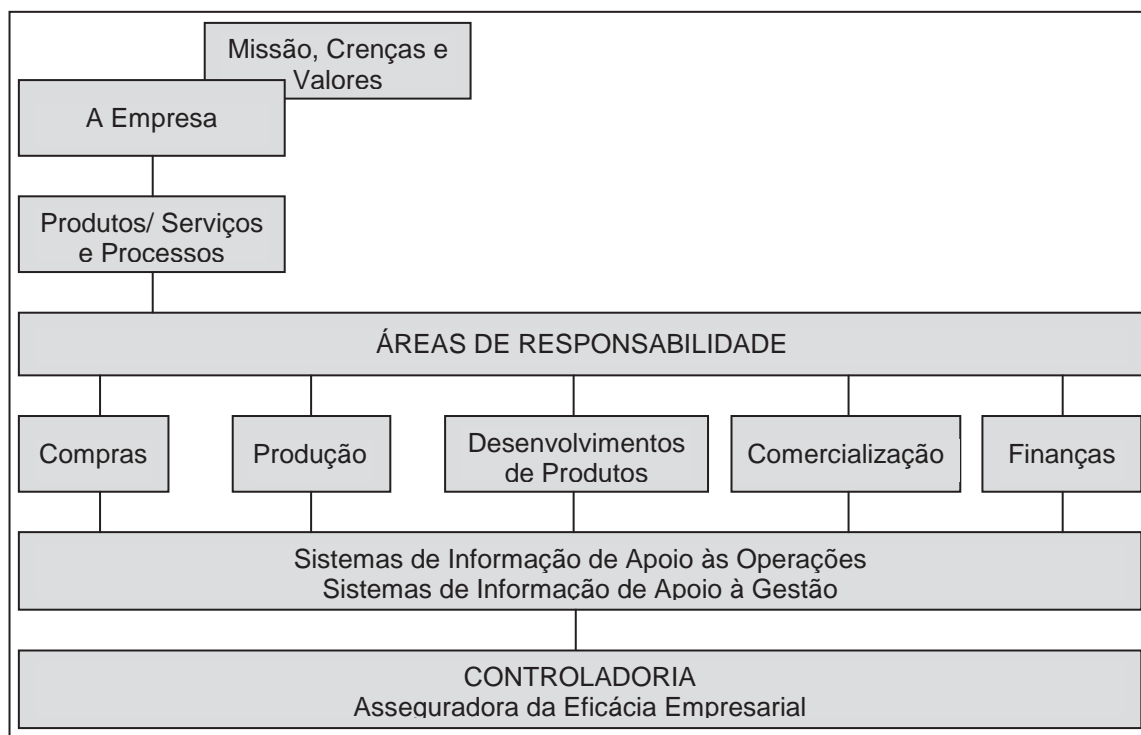 Missão, Crenças e
Valores
A Empresa
Produtos/ Serviços
e Processos
ÁREAS DE RESPONSABILIDADE
Compras
Produção
Desenvolvimentos
de Produtos
Comercialização
Finanças
Sistemas de Informação de Apoio às Operações
Sistemas de Informação de Apoio à Gestão
CONTROLADORIA
Asseguradora da Eficácia Empresarial